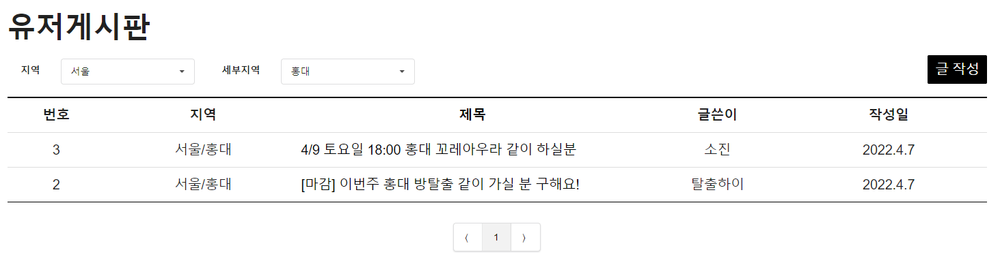 유저게시판
지역 서울 세부지역 홍대 글 작성
번호 지역 제목 글쓴이 작성일
3 서울/홍대 4/9 토요일 18:00 홍대 꼬레아우라 같이 하실분 소진 2022.4.7
2 서울/홍대 [마감] 이번주 홍대 방탈출 같이 가실 분 구해요! 탈출하이 2022.4.7
〈 1 〉